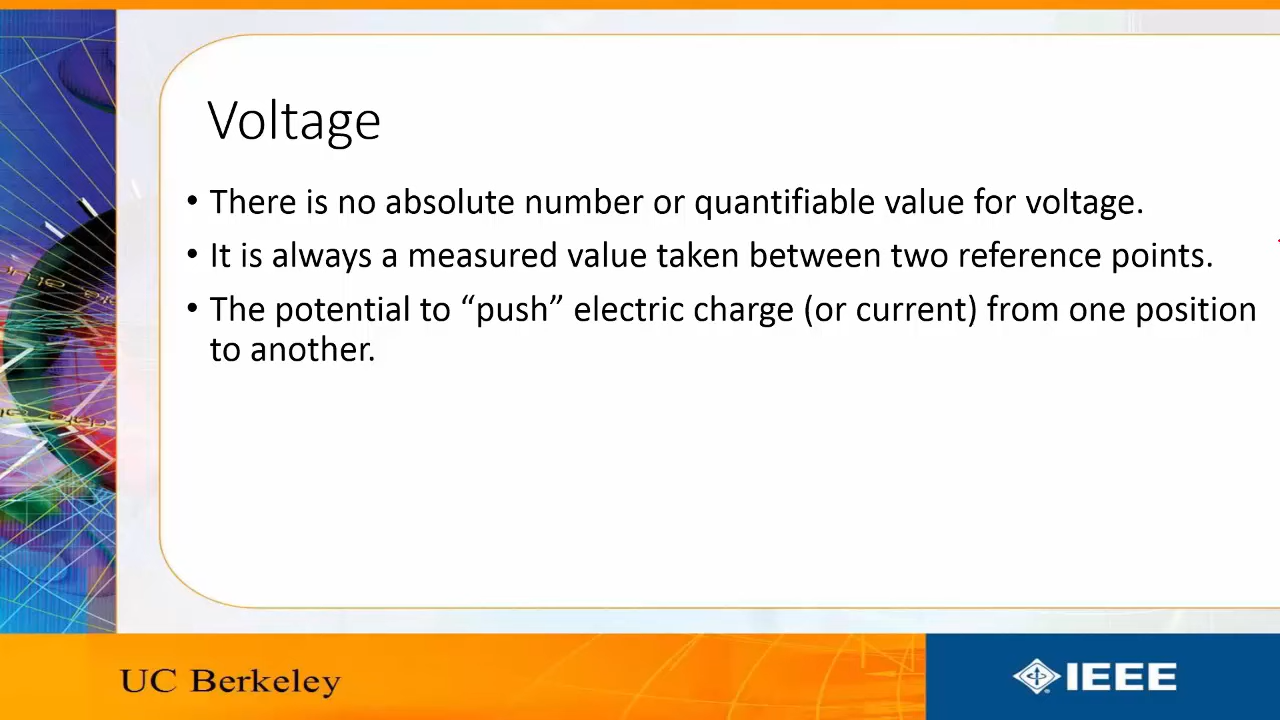 Voltage
• There is no absolute number or quantifiable value for voltage.
• It is always a measured value taken between two reference points.
• The potential to “push” electric charge (or current) from one position
to another.
UC Berkeley
IEEE